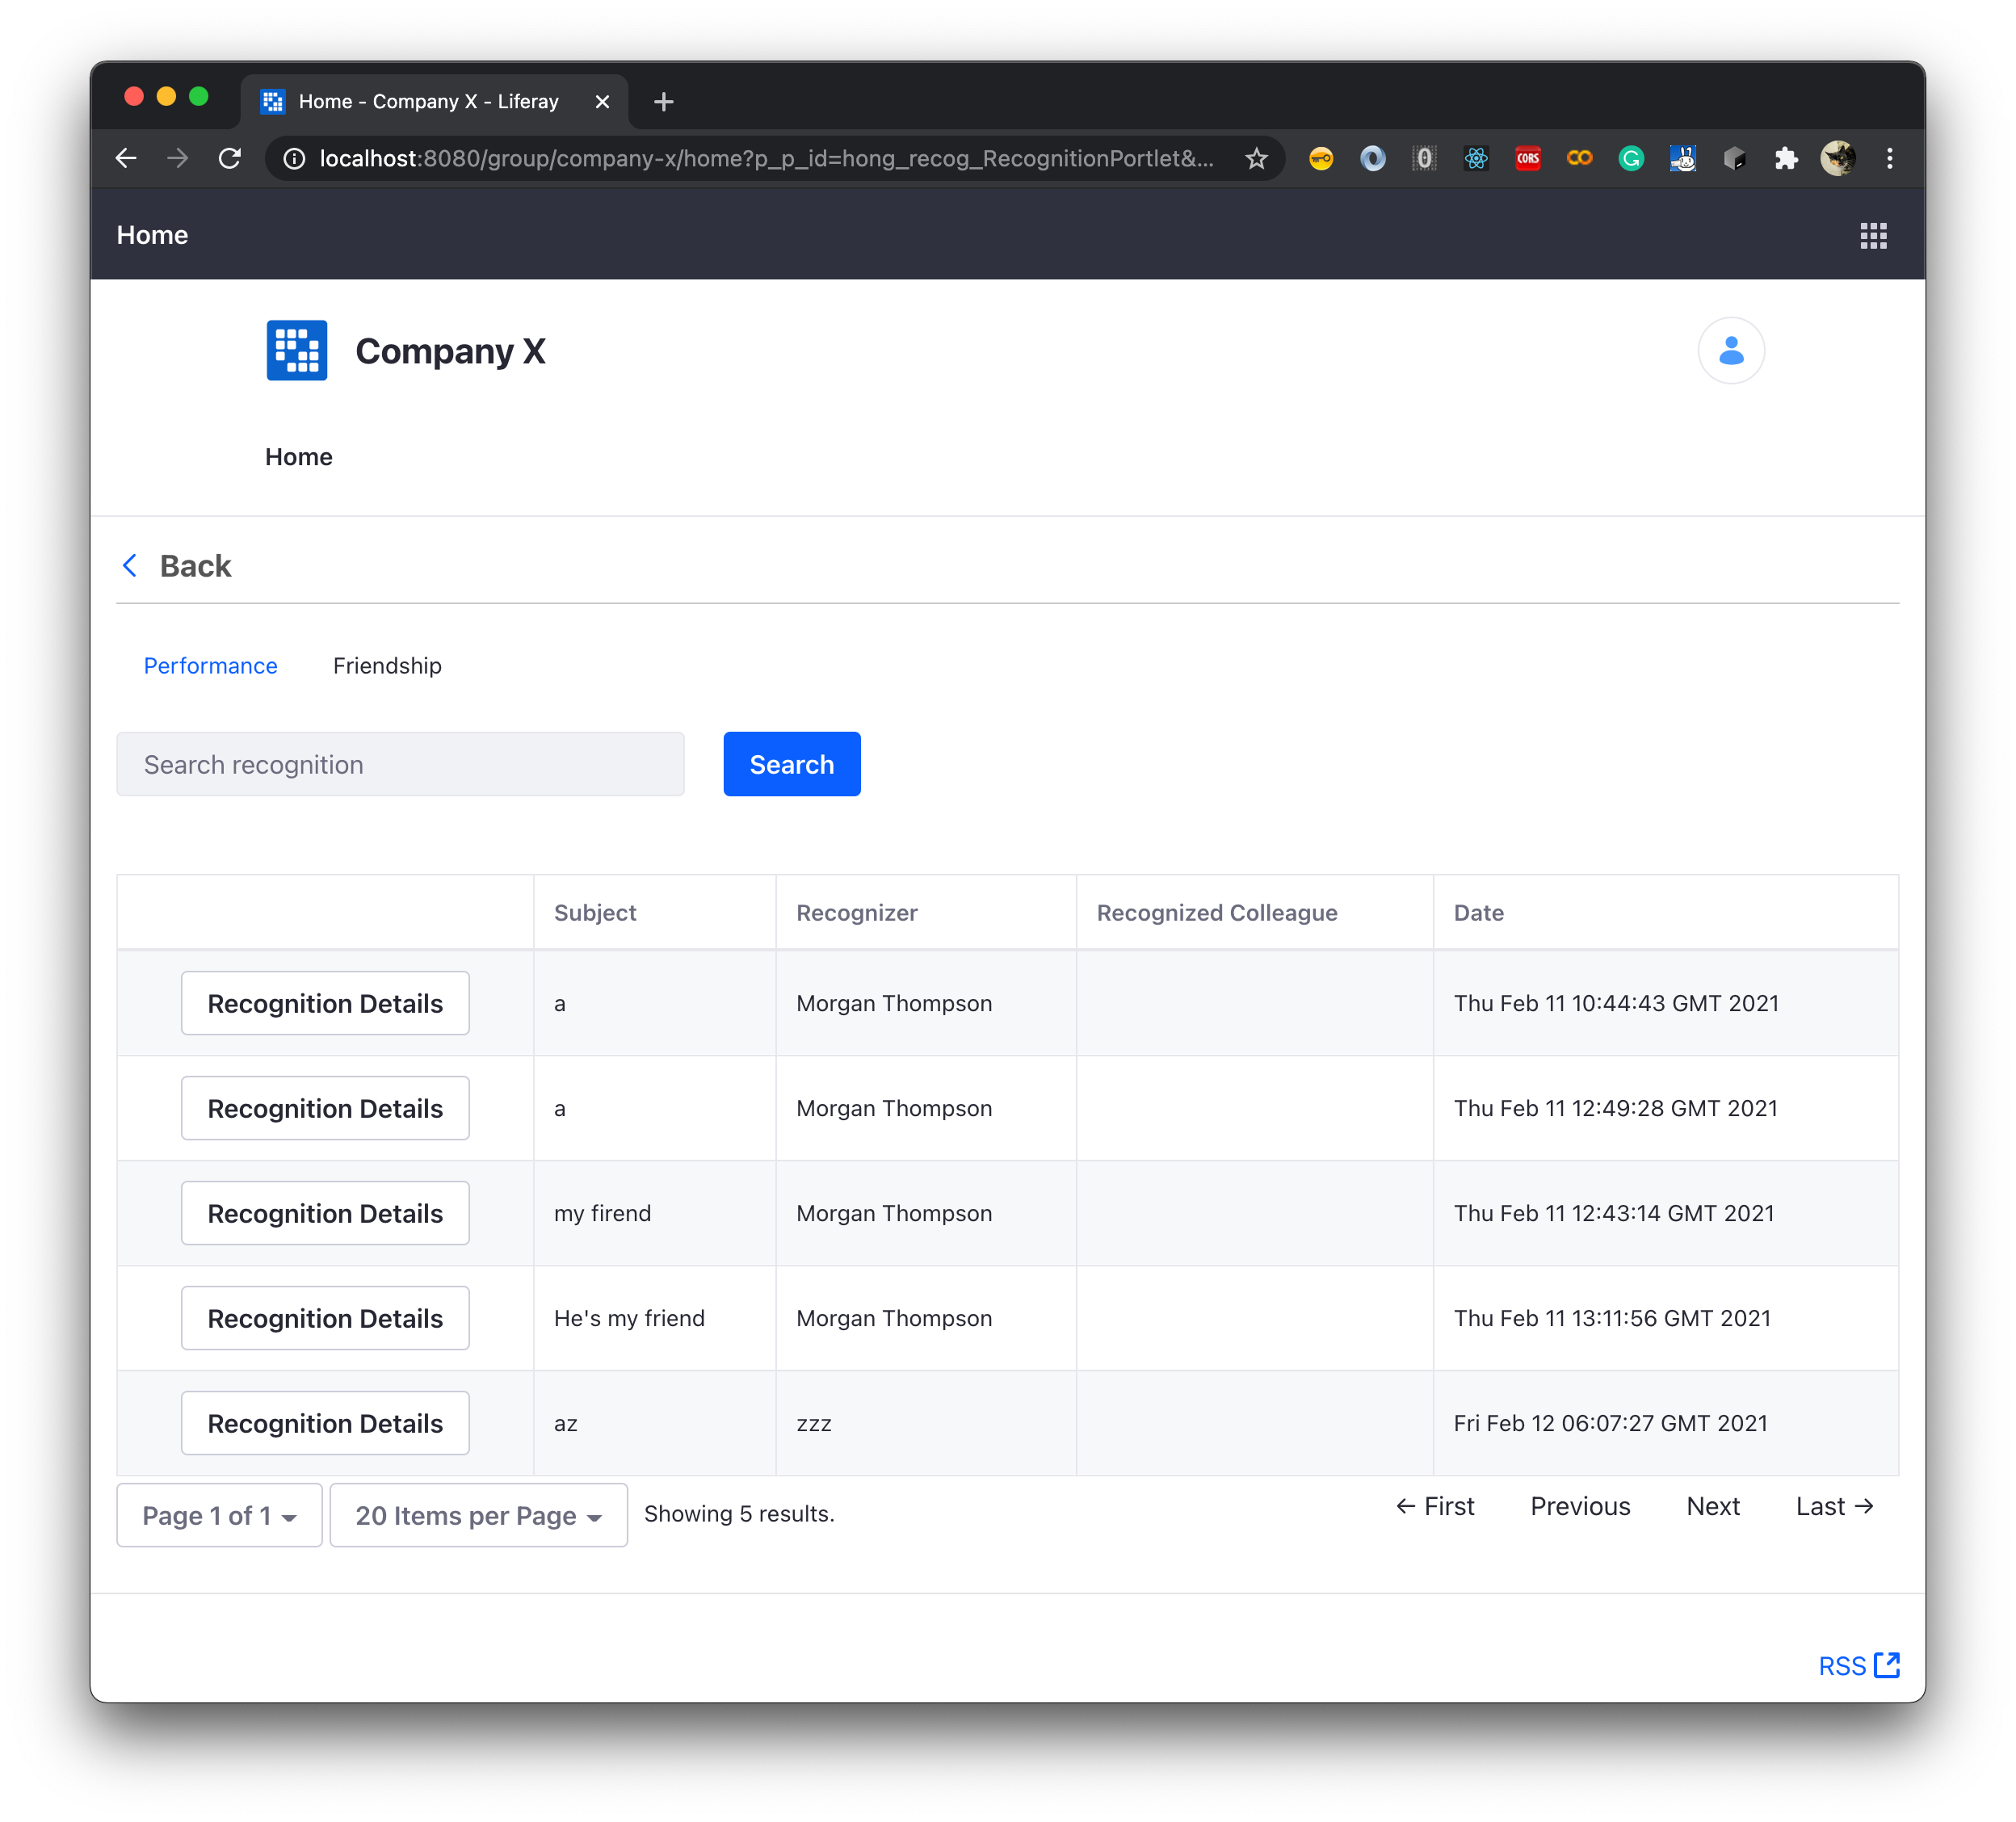 Home - Company X - Liferay
localhost:8080/group/company-x/home?p_p_id=hong_recog_RecognitionPortlet&...
CORS
Home
Company X
Home
Back
Performance Friendship
Search recognition Search
Subject Recognizer Recognized Colleague Date
Recognition Details a Morgan Thompson Thu Feb 11 10:44:43 GMT 2021
Recognition Details a Morgan Thompson Thu Feb 11 12:49:28 GMT 2021
Recognition Details my firend Morgan Thompson Thu Feb 11 12:43:14 GMT 2021
Recognition Details He's my friend Morgan Thompson Thu Feb 11 13:11:56 GMT 2021
Recognition Details az zzz Fri Feb 12 06:07:27 GMT 2021
Page 1 of 1 20 Items per Page Showing 5 results. ← First Previous Next Last →
RSS